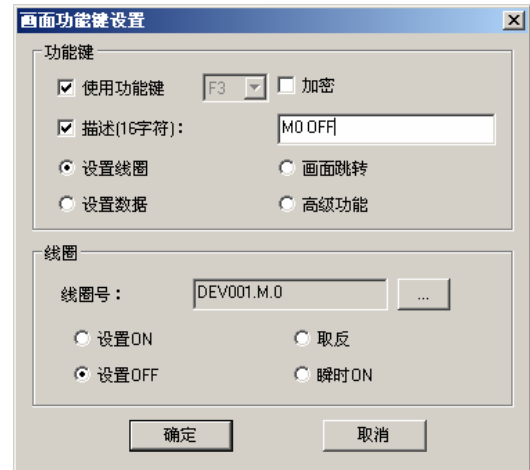 画面功能键设置
功能键
使用功能键 F3 加密
描述(16字符): M0 OFF
设置线圈 画面跳转
设置数据 高级功能
线圈
线圈号: DEV001.M.0 ...
设置ON 取反
设置OFF 瞬时ON
确定 取消